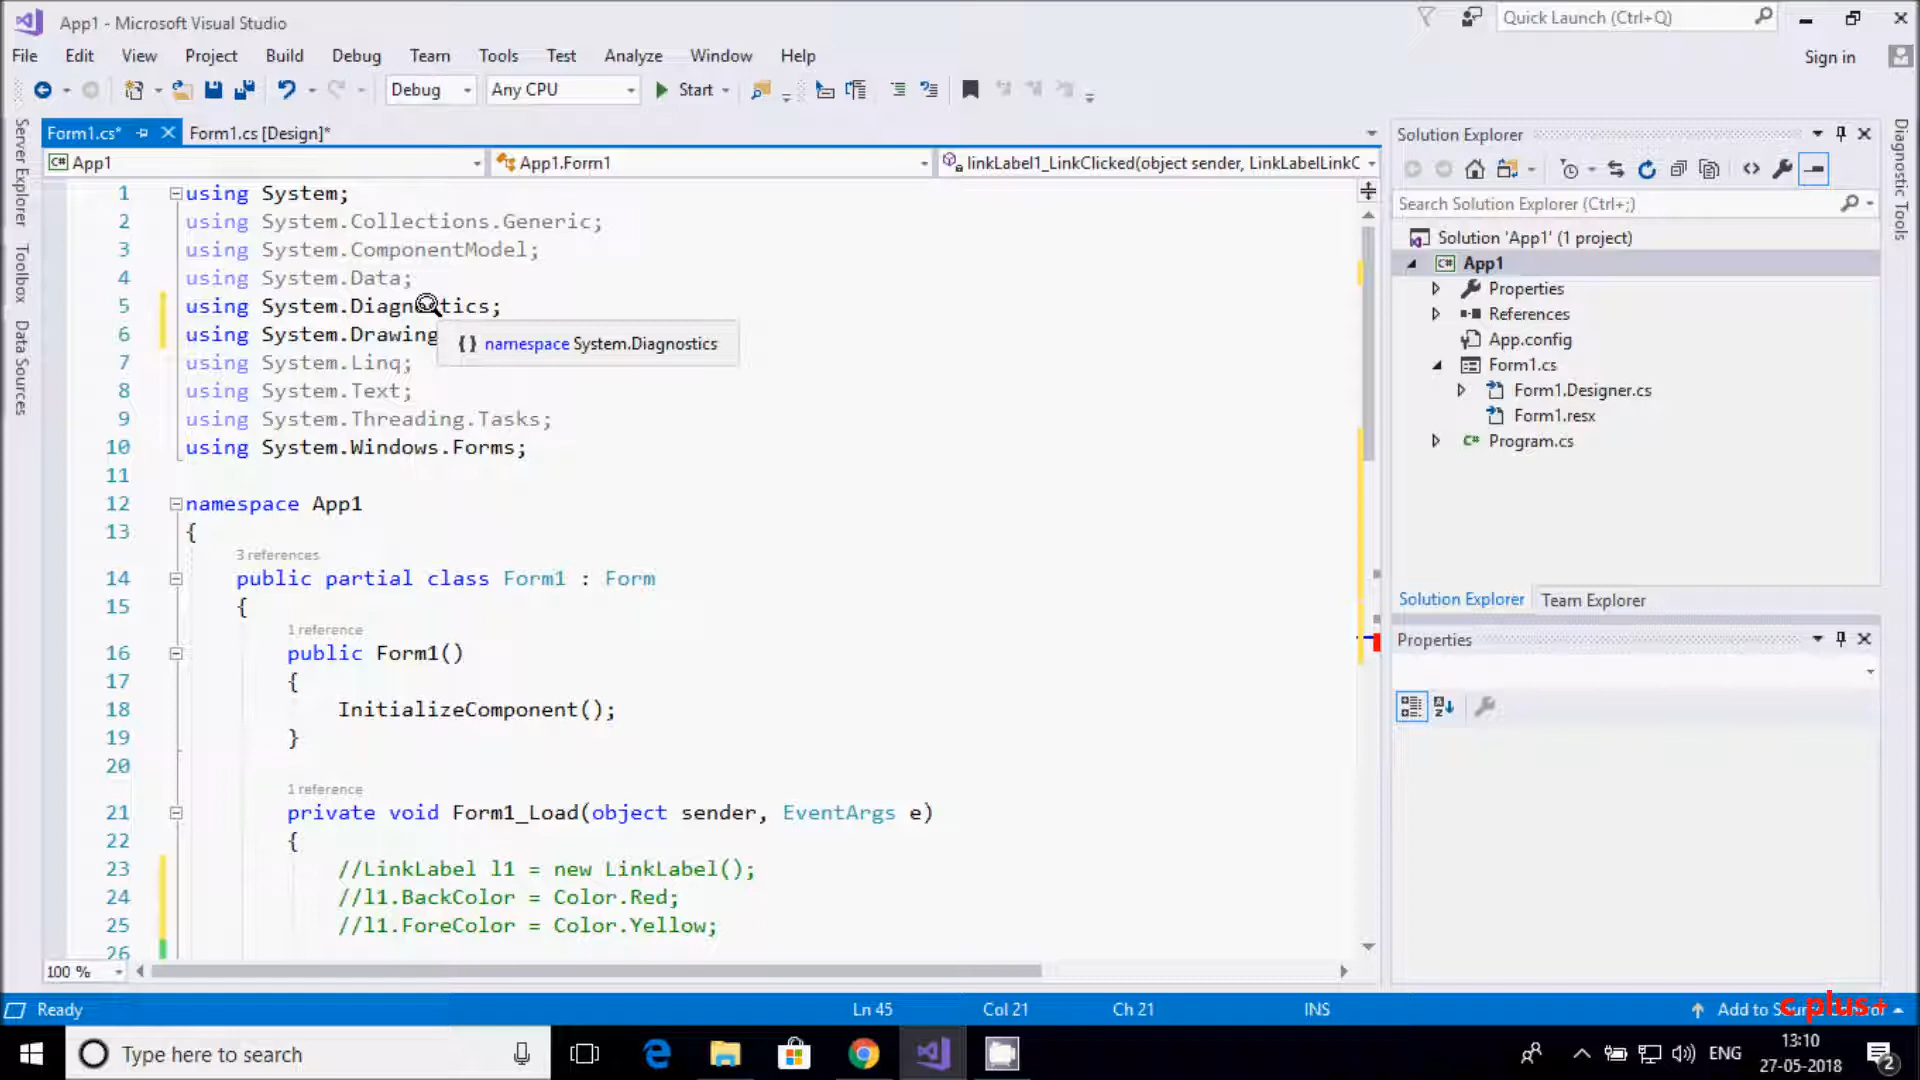 App1 - Microsoft Visual Studio
Quick Launch (Ctrl+Q)
File Edit View Project Build Debug Team Tools Test Analyze Window Help
Sign in
Debug Any CPU Start
Form1.cs* Form1.cs [Design]*
App1 App1.Form1 linkLabel1_LinkClicked(object sender, LinkLabelLinkC
Server Explorer
Toolbox
Data Sources
1 using System;
2 using System.Collections.Generic;
3 using System.ComponentModel;
4 using System.Data;
5 using System.Diagnostics;
6 using System.Drawing
{} namespace System.Diagnostics
7 using System.Linq;
8 using System.Text;
9 using System.Threading.Tasks;
10 using System.Windows.Forms;
11
12 namespace App1
13 {
3 references
14 public partial class Form1 : Form
15 {
1 reference
16 public Form1()
17 {
18 InitializeComponent();
19 }
20
1 reference
21 private void Form1_Load(object sender, EventArgs e)
22 {
23 //LinkLabel l1 = new LinkLabel();
24 //l1.BackColor = Color.Red;
25 //l1.ForeColor = Color.Yellow;
26
100 %
Solution Explorer
Search Solution Explorer (Ctrl+;)
Solution 'App1' (1 project)
C# App1
Properties
References
App.config
Form1.cs
Form1.Designer.cs
Form1.resx
C# Program.cs
Solution Explorer Team Explorer
Properties
Diagnostic Tools
Ready Ln 45 Col 21 Ch 21 INS Add to Source Control
c plus+
Type here to search
ENG
13:10
27-05-2018
2